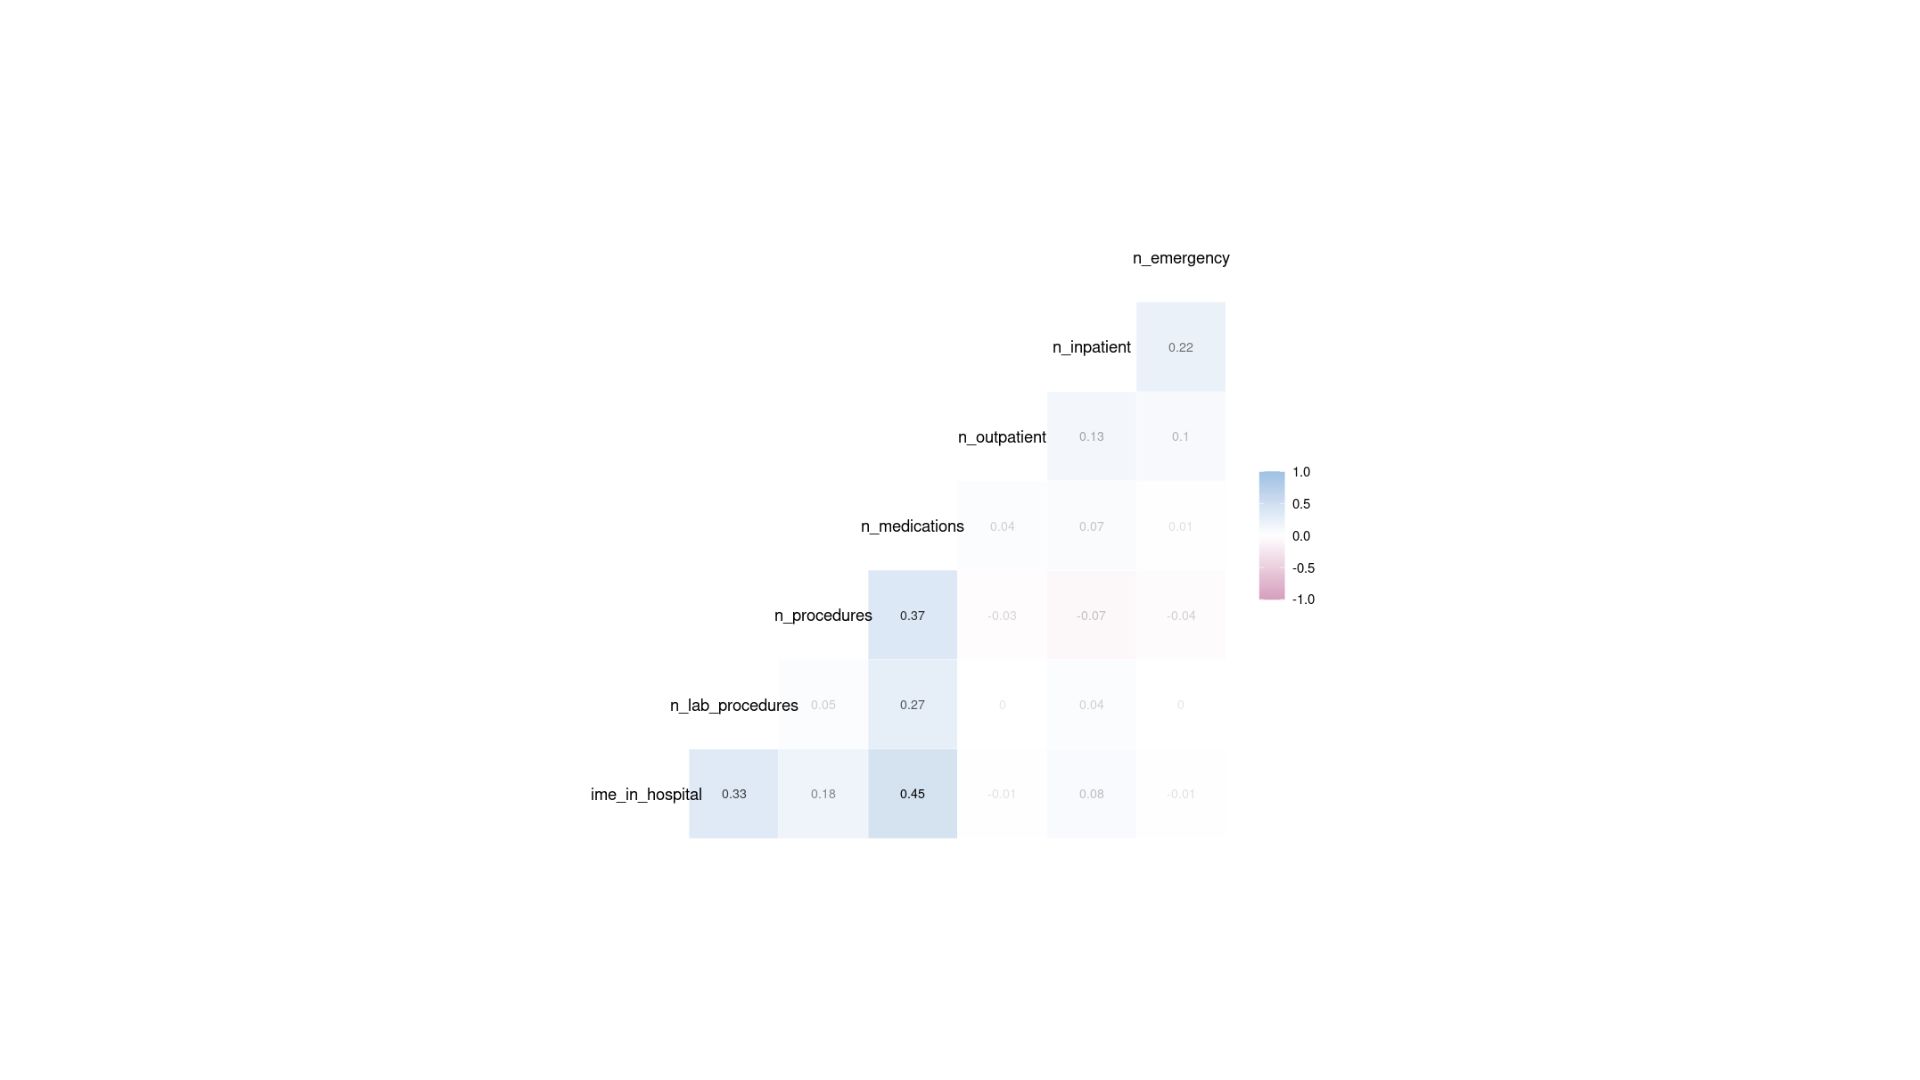 n_emergency
n_inpatient 0.22
n_outpatient 0.13 0.1
1.0
0.5
n_medications 0.04 0.07 0.01
0.0
-0.5
-1.0
n_procedures 0.37 -0.03 -0.07 -0.04
n_lab_procedures 0.05 0.27 0 0.04 0
ime_in_hospital 0.33 0.18 0.45 -0.01 0.08 -0.01